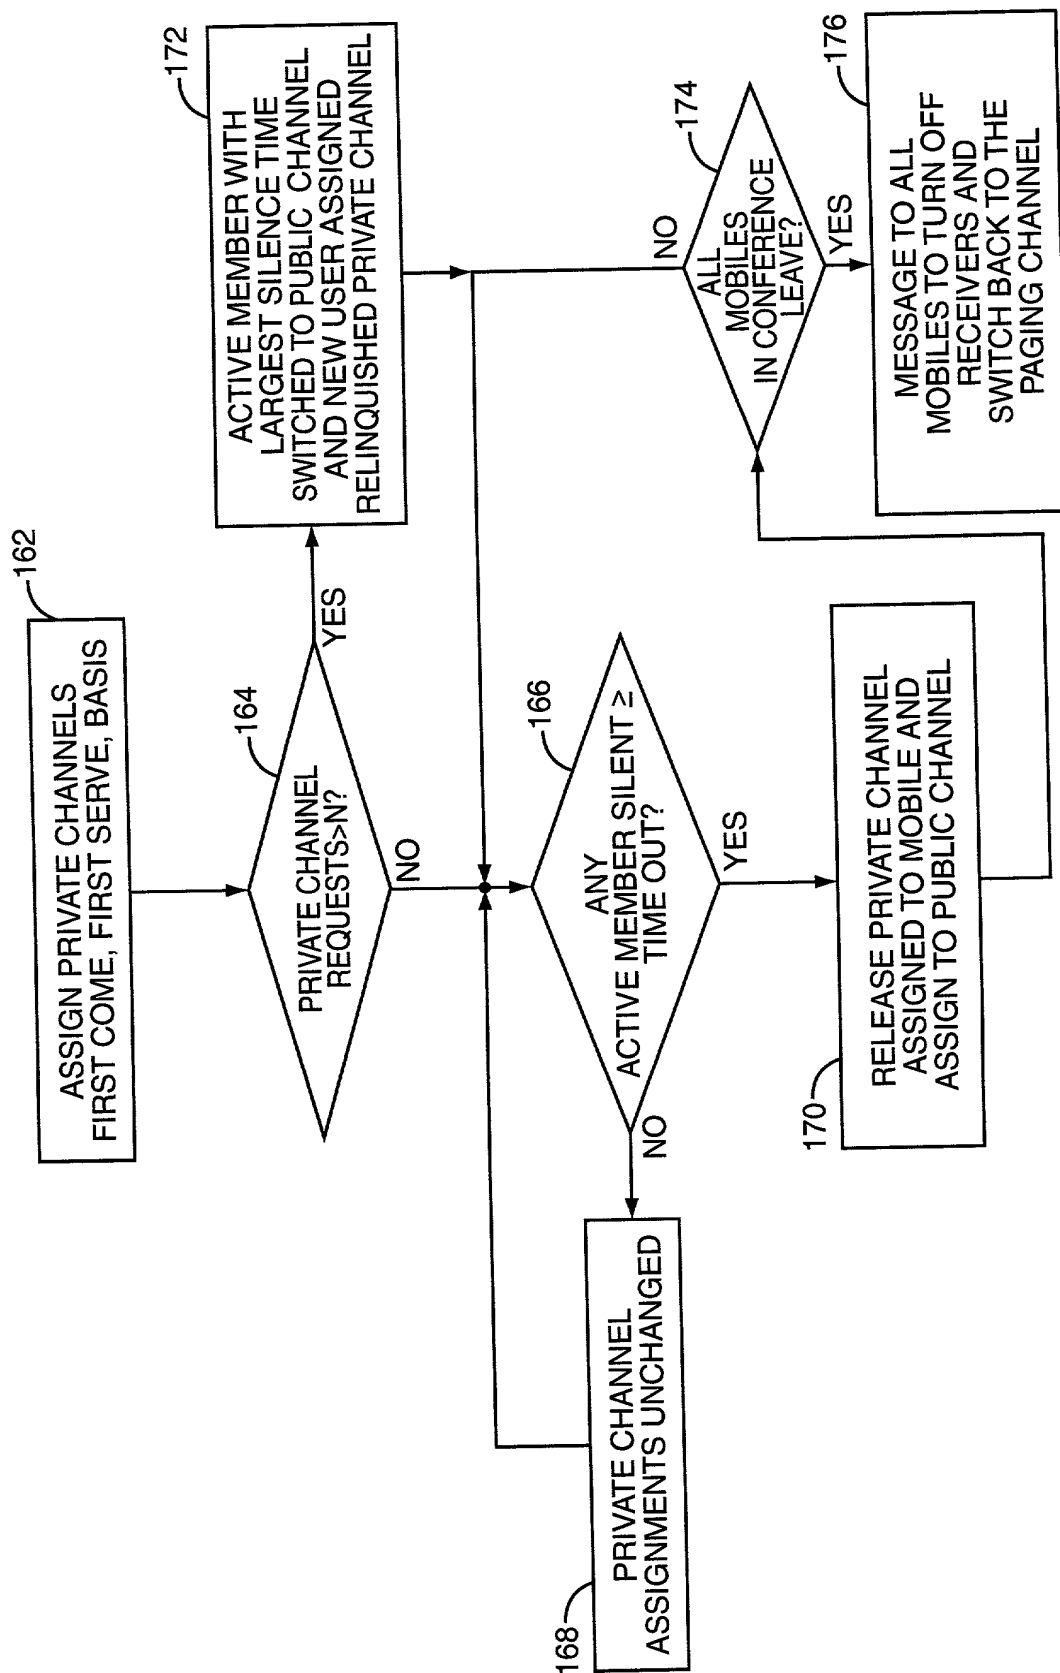 162
ASSIGN PRIVATE CHANNELS
FIRST COME, FIRST SERVE, BASIS
164
PRIVATE CHANNEL
REQUESTS>N?
YES
NO
172
ACTIVE MEMBER WITH
LARGEST SILENCE TIME
SWITCHED TO PUBLIC CHANNEL
AND NEW USER ASSIGNED
RELINQUISHED PRIVATE CHANNEL
166
ANY
ACTIVE MEMBER SILENT ≥
TIME OUT?
NO
YES
168
PRIVATE CHANNEL
ASSIGNMENTS UNCHANGED
170
RELEASE PRIVATE CHANNEL
ASSIGNED TO MOBILE AND
ASSIGN TO PUBLIC CHANNEL
174
ALL
MOBILES
IN CONFERENCE
LEAVE?
NO
YES
176
MESSAGE TO ALL
MOBILES TO TURN OFF
RECEIVERS AND
SWITCH BACK TO THE
PAGING CHANNEL